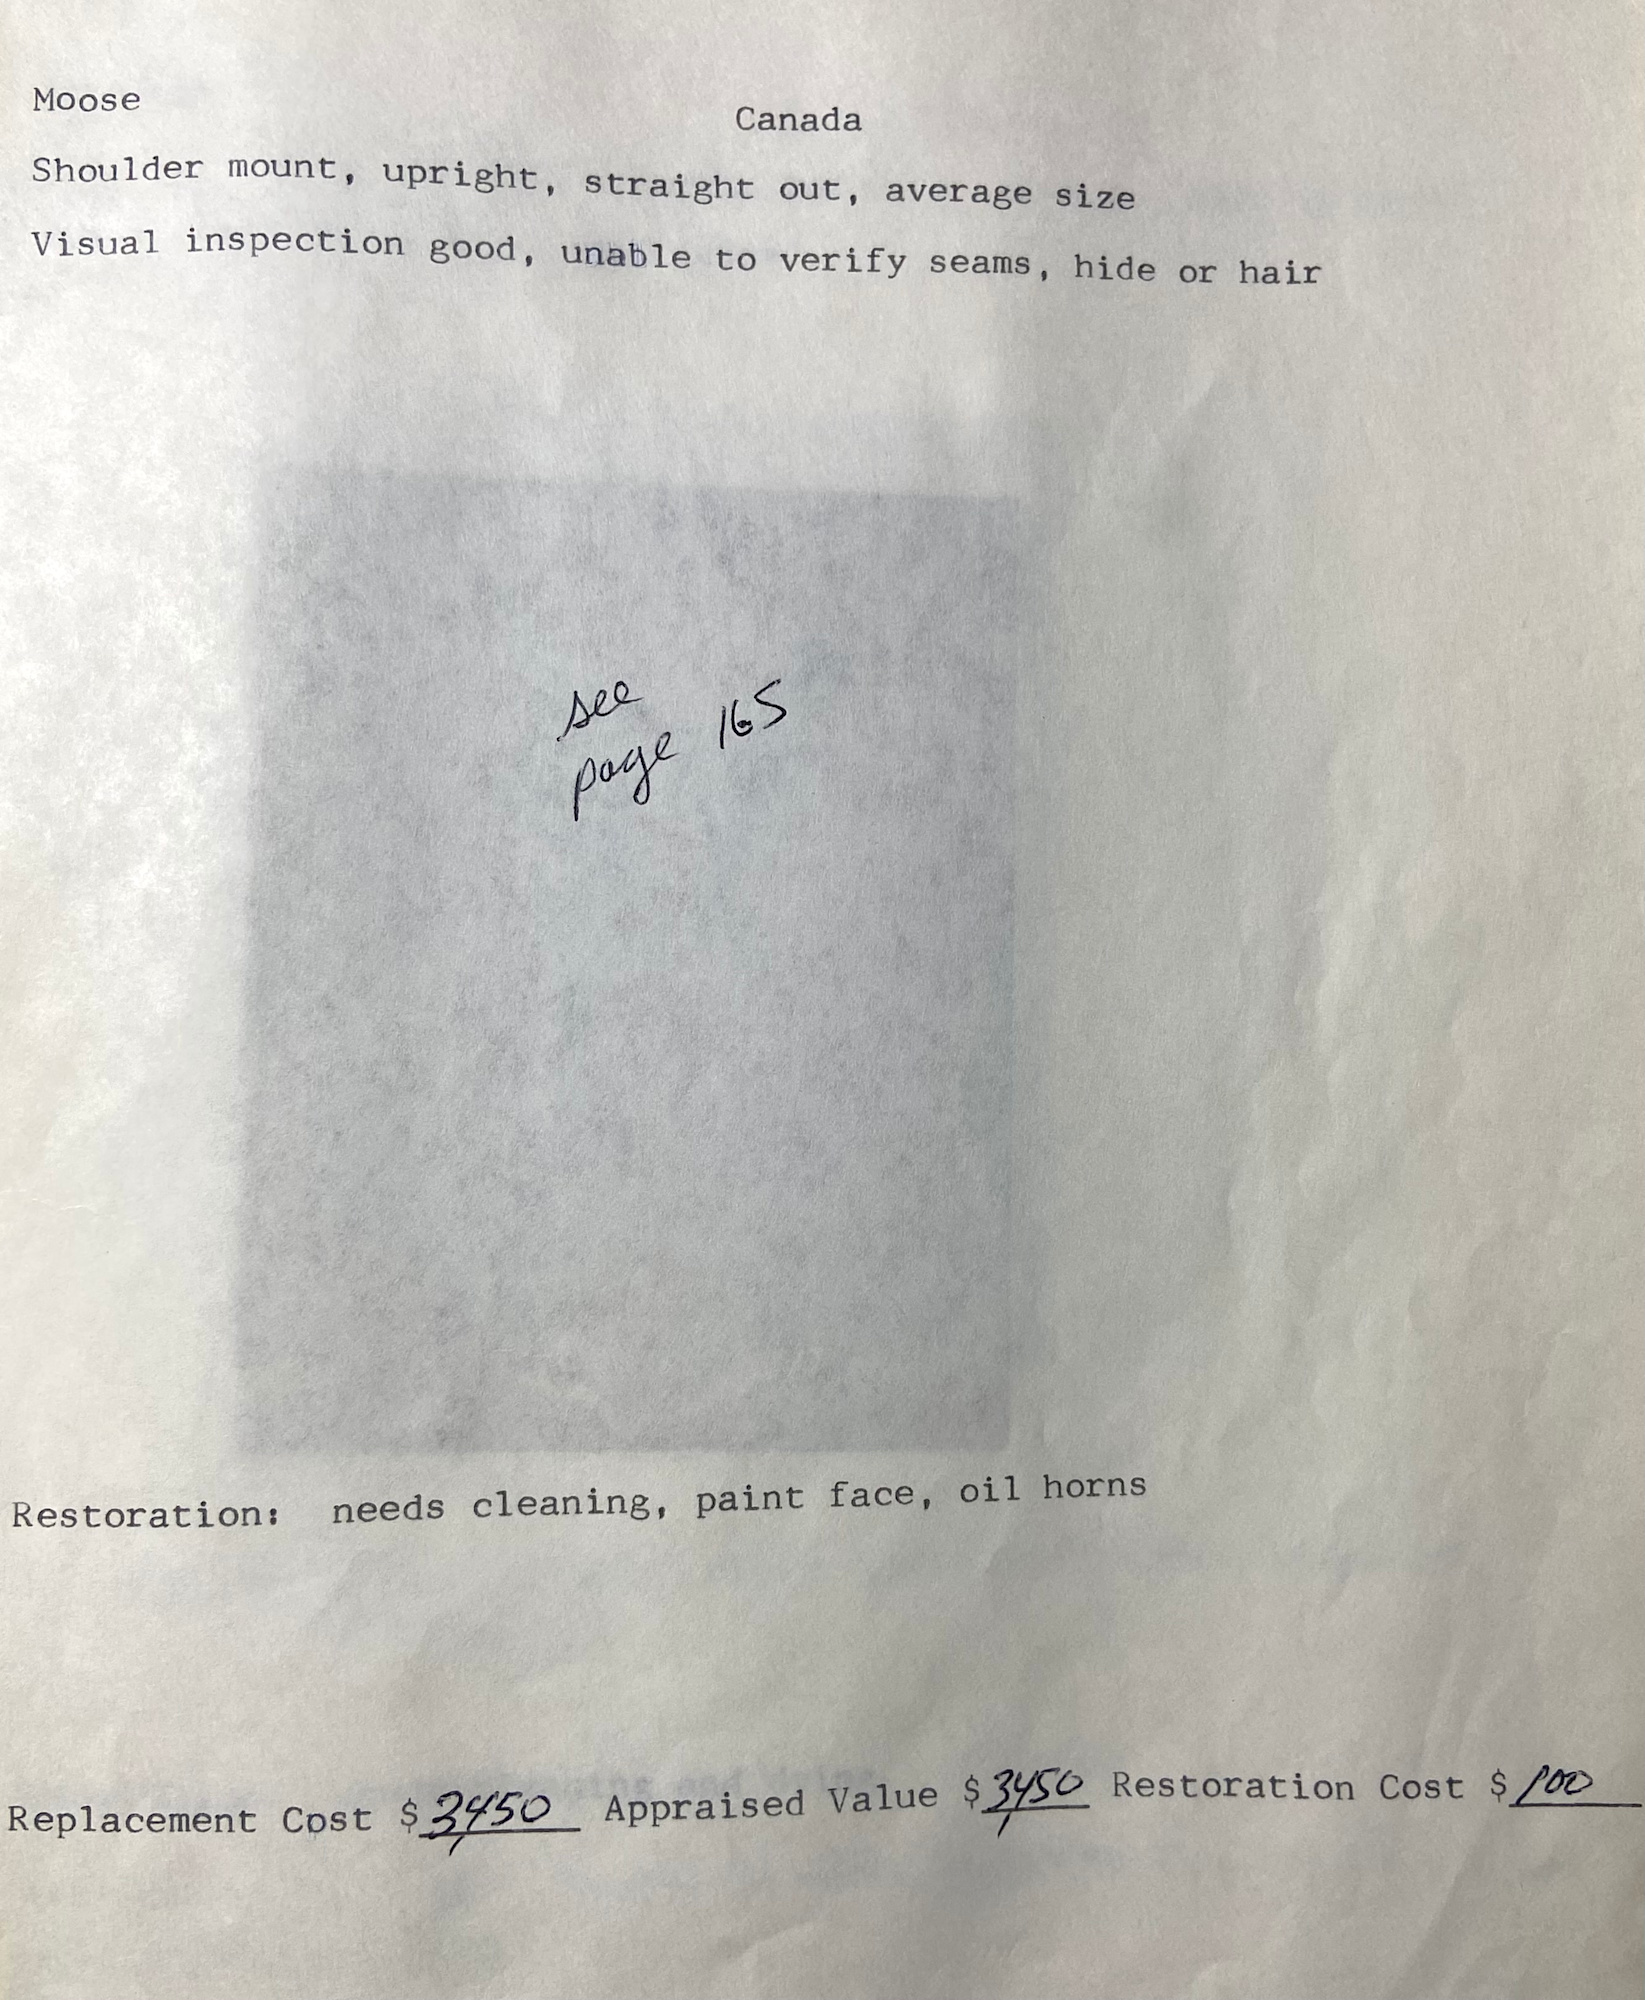 Moose
Canada
Shoulder mount, upright, straight out, average size
Visual inspection good, unable to verify seams, hide or hair
see
page 165
Restoration: needs cleaning, paint face, oil horns
Replacement Cost $3,450 Appraised Value $3,450 Restoration Cost $100